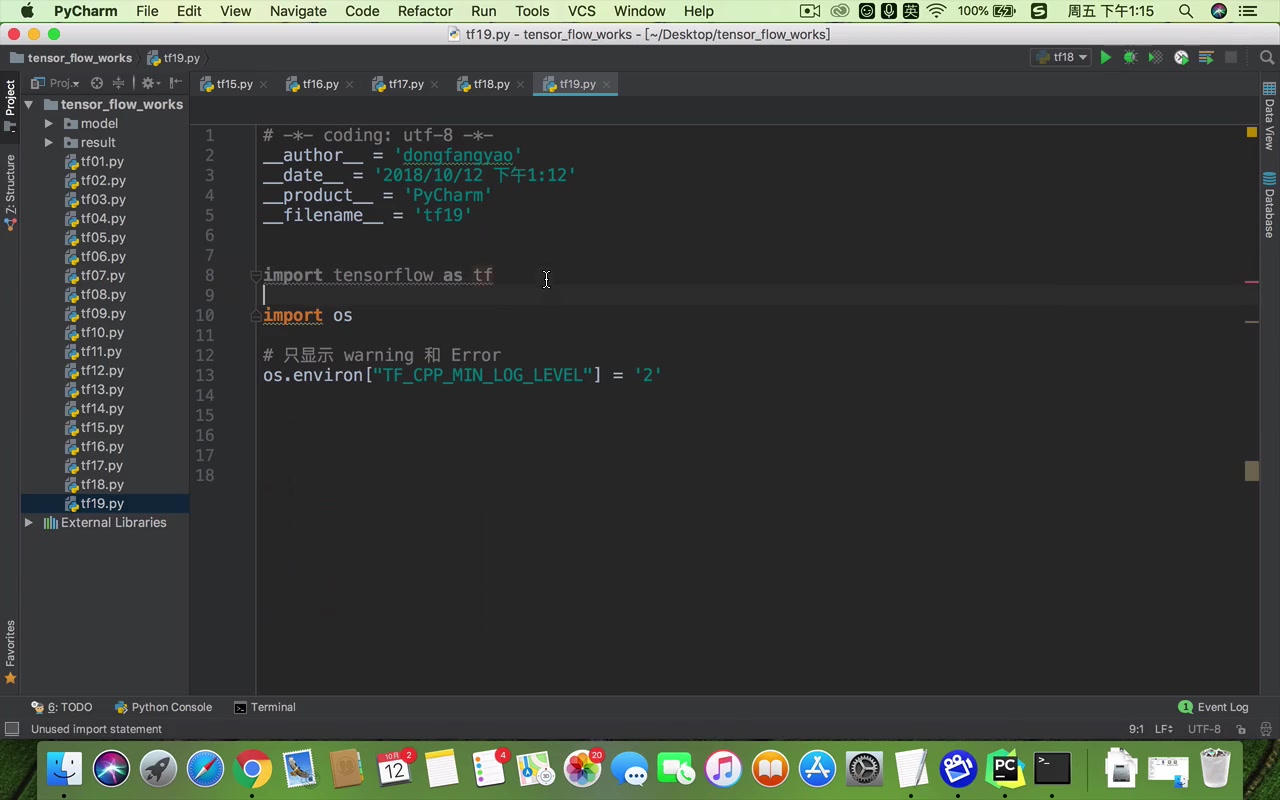 PyCharm File Edit View Navigate Code Refactor Run Tools VCS Window Help 英 100% 周五 下午1:15
tf19.py - tensor_flow_works - [~/Desktop/tensor_flow_works]
tensor_flow_works tf19.py tf18
Proj.. tf15.py tf16.py tf17.py tf18.py tf19.py
Project
Z: Structure
Favorites
tensor_flow_works
model
result
tf01.py
tf02.py
tf03.py
tf04.py
tf05.py
tf06.py
tf07.py
tf08.py
tf09.py
tf10.py
tf11.py
tf12.py
tf13.py
tf14.py
tf15.py
tf16.py
tf17.py
tf18.py
tf19.py
External Libraries
1 # -*- coding: utf-8 -*-
2 __author__ = 'dongfangyao'
3 __date__ = '2018/10/12 下午1:12'
4 __product__ = 'PyCharm'
5 __filename__ = 'tf19'
6
7
8 import tensorflow as tf
9
10 import os
11
12 # 只显示 warning 和 Error
13 os.environ["TF_CPP_MIN_LOG_LEVEL"] = '2'
14
15
16
17
18
Data View
Database
6: TODO Python Console Terminal 1 Event Log
Unused import statement 9:1 LF UTF-8
10月 12 2 4 20 PC